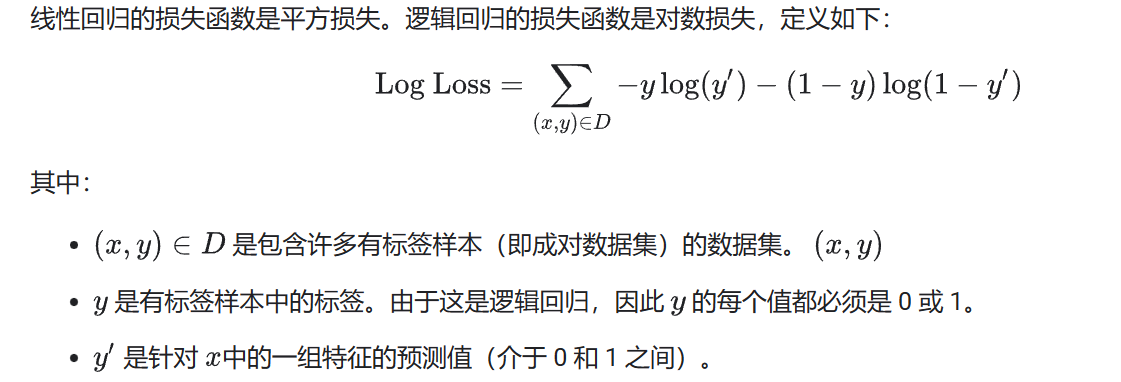 线性回归的损失函数是平方损失。逻辑回归的损失函数是对数损失，定义如下：
Log Loss = ∑_{(x,y)∈D} −y log(y′) − (1 − y) log(1 − y′)
其中：
• (x, y) ∈ D 是包含许多有标签样本（即成对数据集）的数据集。 (x, y)
• y 是有标签样本中的标签。由于这是逻辑回归，因此 y 的每个值都必须是 0 或 1。
• y′ 是针对 x中的一组特征的预测值（介于 0 和 1 之间）。